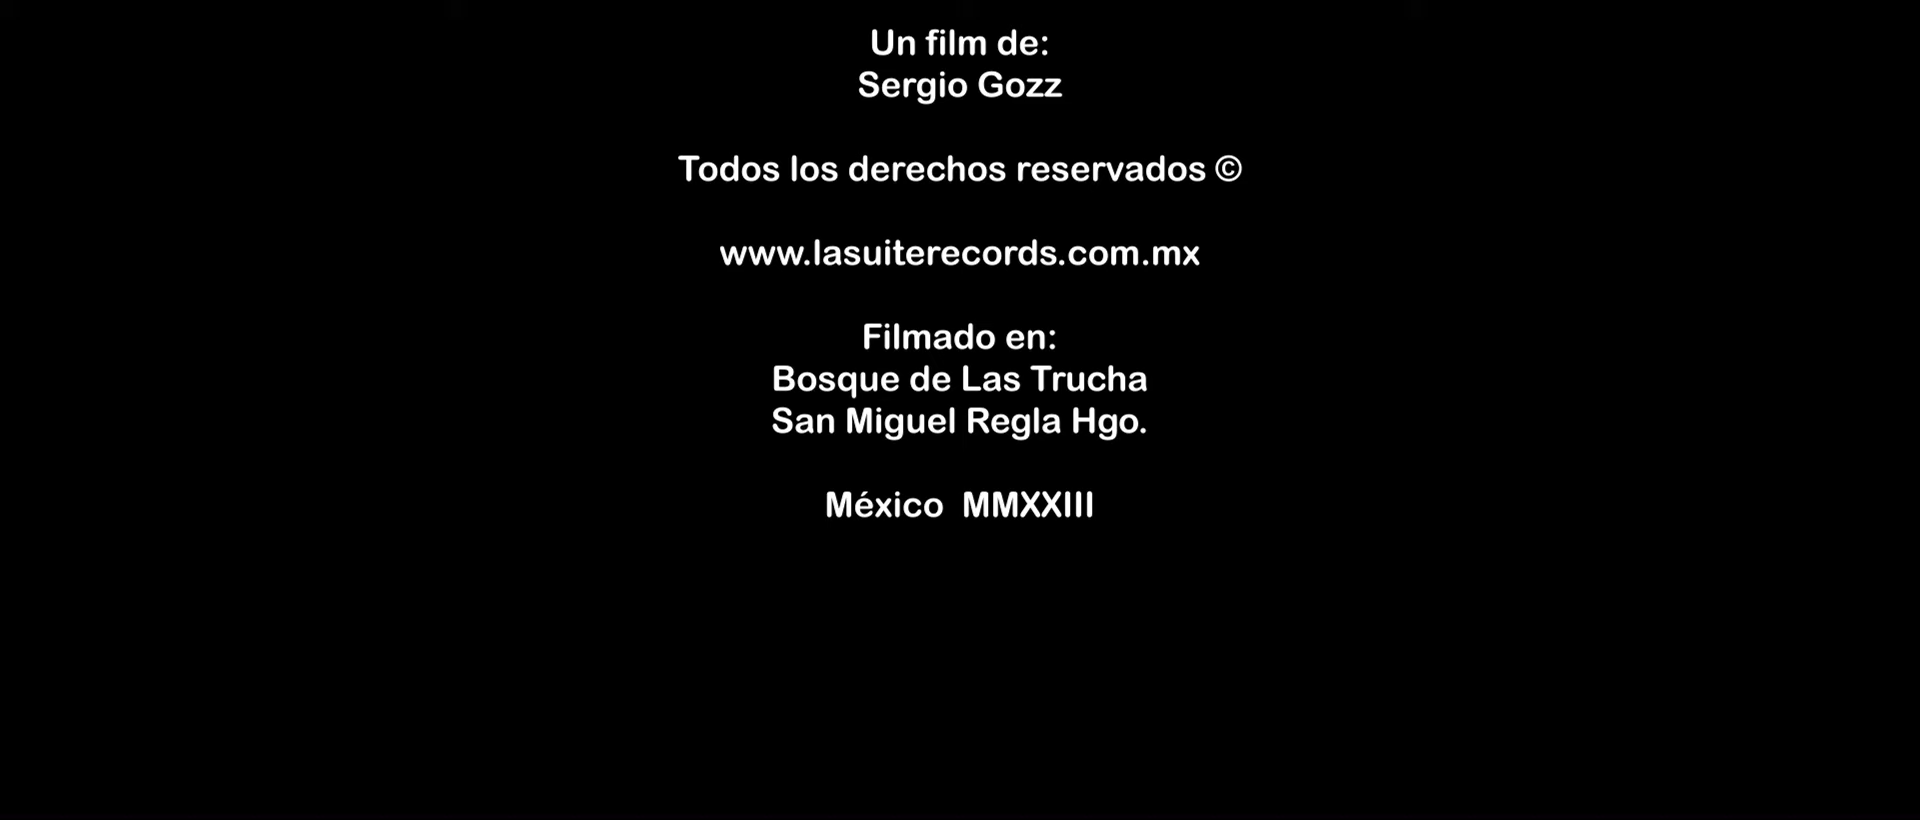 Un film de:
Sergio Gozz
Todos los derechos reservados ©
www.lasuiterecords.com.mx
Filmado en:
Bosque de Las Trucha
San Miguel Regla Hgo.
México  MMXXIII